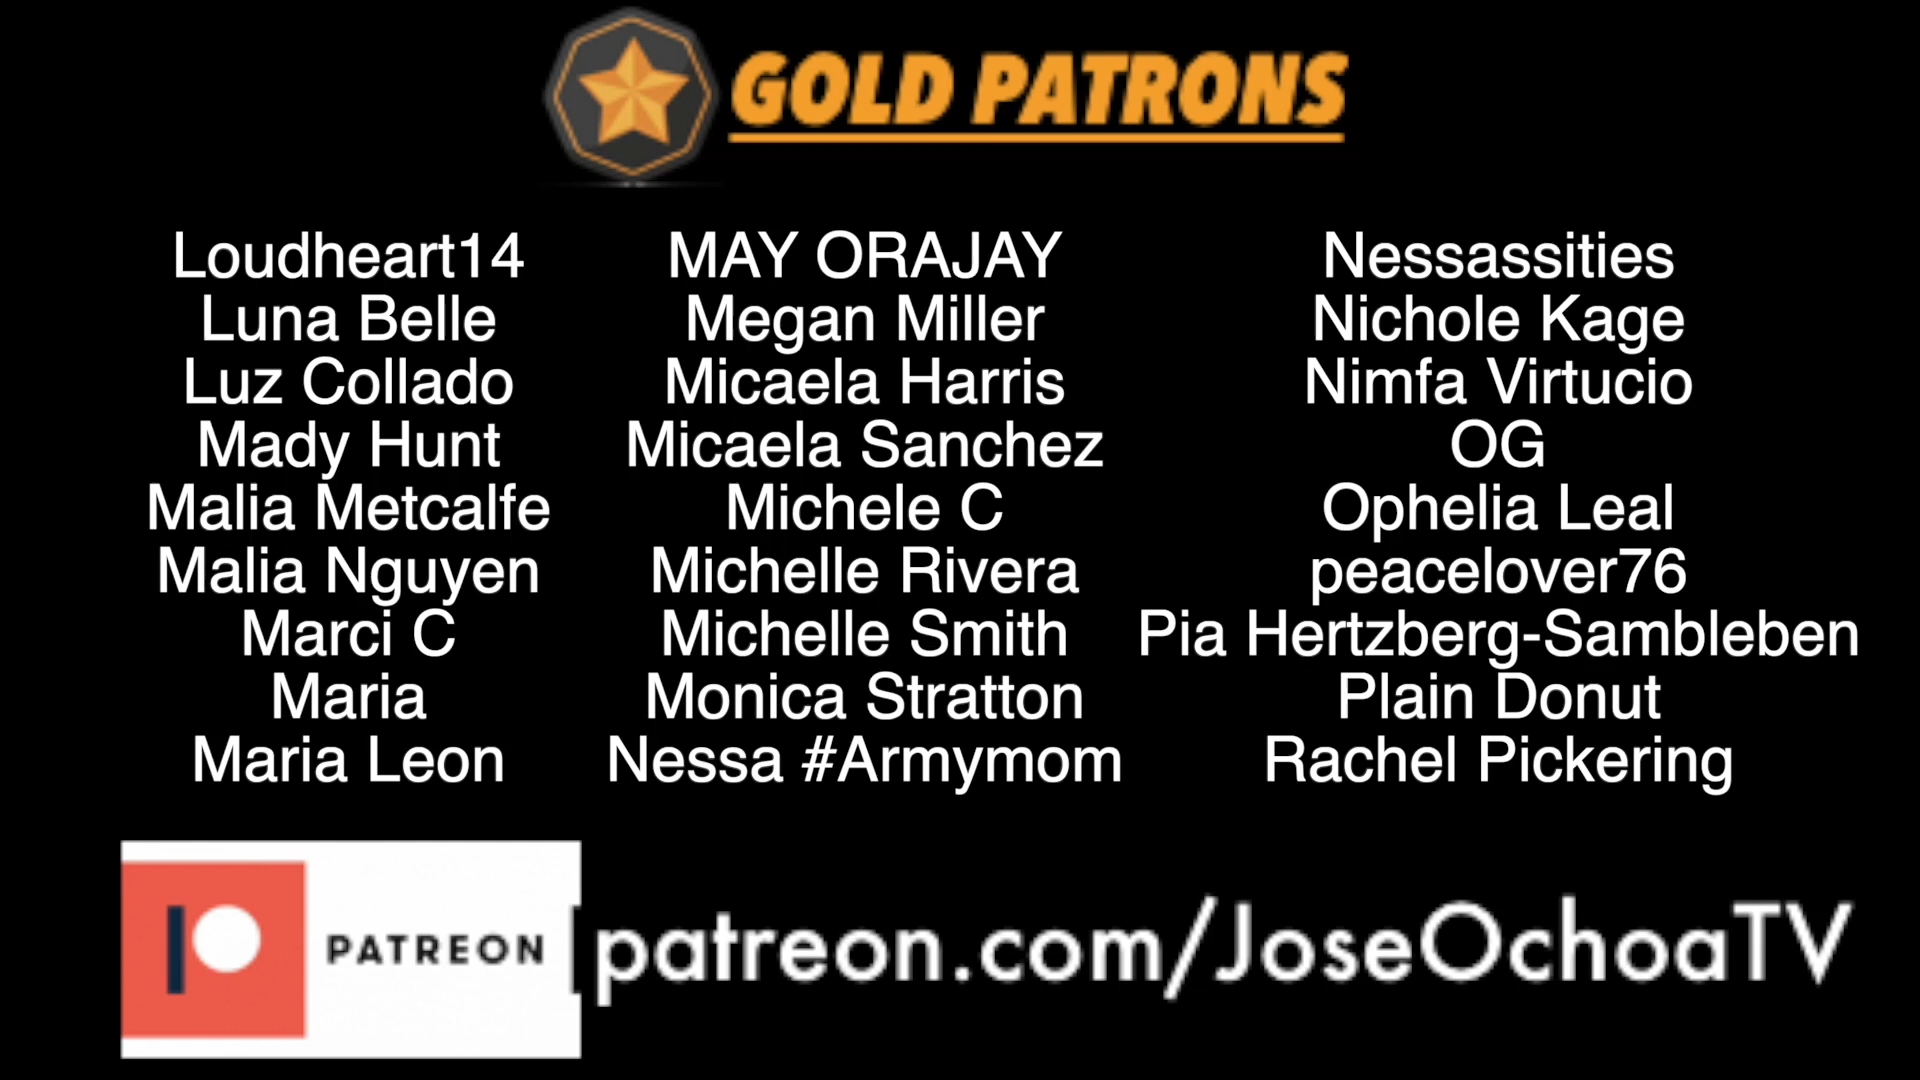 GOLD PATRONS
Loudheart14
Luna Belle
Luz Collado
Mady Hunt
Malia Metcalfe
Malia Nguyen
Marci C
Maria
Maria Leon
MAY ORAJAY
Megan Miller
Micaela Harris
Micaela Sanchez
Michele C
Michelle Rivera
Michelle Smith
Monica Stratton
Nessa #Armymom
Nessassities
Nichole Kage
Nimfa Virtucio
OG
Ophelia Leal
peacelover76
Pia Hertzberg-Sambleben
Plain Donut
Rachel Pickering
PATREON
patreon.com/JoseOchoaTV